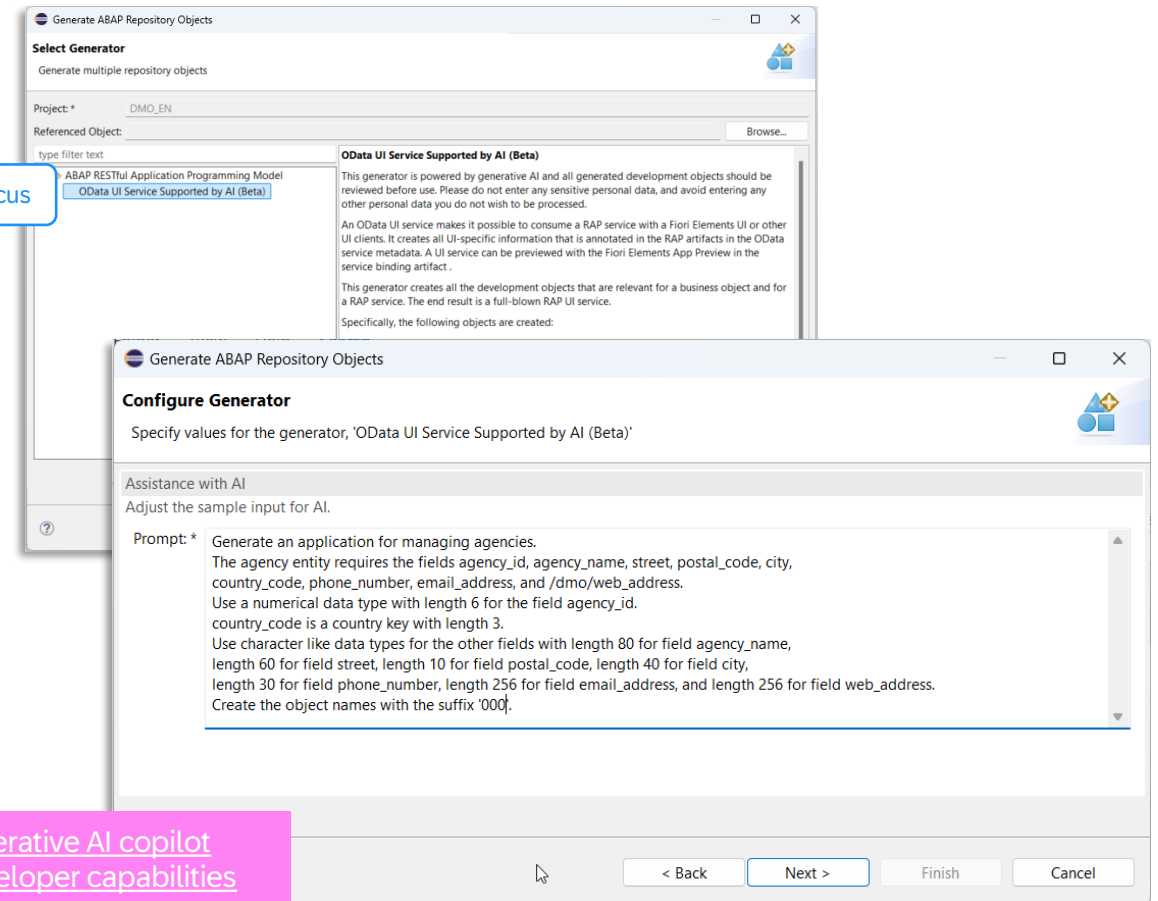 Generate ABAP Repository Objects
Select Generator
Generate multiple repository objects
Project: * DMO_EN
Referenced Object: Browse...
type filter text
ABAP RESTful Application Programming Model
OData UI Service Supported by AI (Beta)
OData UI Service Supported by AI (Beta)
This generator is powered by generative AI and all generated development objects should be
reviewed before use. Please do not enter any sensitive personal data, and avoid entering any
other personal data you do not wish to be processed.
An OData UI service makes it possible to consume a RAP service with a Fiori Elements UI or other
UI clients. It creates all UI-specific information that is annotated in the RAP artifacts in the OData
service metadata. A UI service can be previewed with the Fiori Elements App Preview in the
service binding artifact .
This generator creates all the development objects that are relevant for a business object and for
a RAP service. The end result is a full-blown RAP UI service.
Specifically, the following objects are created:
cus
Generate ABAP Repository Objects
Configure Generator
Specify values for the generator, 'OData UI Service Supported by AI (Beta)'
Assistance with AI
Adjust the sample input for AI.
Prompt: *
Generate an application for managing agencies.
The agency entity requires the fields agency_id, agency_name, street, postal_code, city,
country_code, phone_number, email_address, and /dmo/web_address.
Use a numerical data type with length 6 for the field agency_id.
country_code is a country key with length 3.
Use character like data types for the other fields with length 80 for field agency_name,
length 60 for field street, length 10 for field postal_code, length 40 for field city,
length 30 for field phone_number, length 256 for field email_address, and length 256 for field web_address.
Create the object names with the suffix '000'.
< Back Next > Finish Cancel
erative AI copilot
eloper capabilities